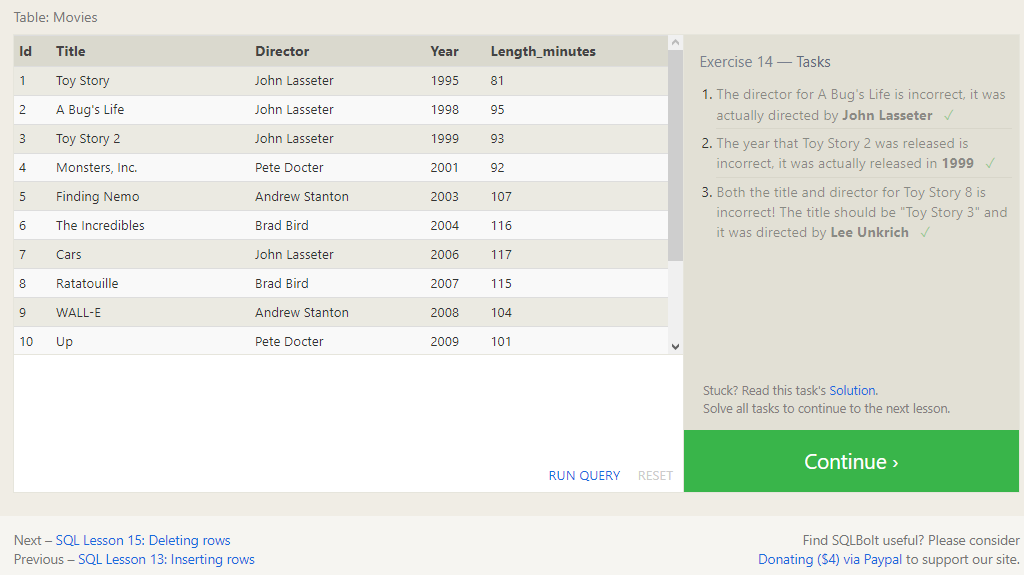 Table: Movies
Id Title Director Year Length_minutes
1 Toy Story John Lasseter 1995 81
2 A Bug's Life John Lasseter 1998 95
3 Toy Story 2 John Lasseter 1999 93
4 Monsters, Inc. Pete Docter 2001 92
5 Finding Nemo Andrew Stanton 2003 107
6 The Incredibles Brad Bird 2004 116
7 Cars John Lasseter 2006 117
8 Ratatouille Brad Bird 2007 115
9 WALL-E Andrew Stanton 2008 104
10 Up Pete Docter 2009 101
RUN QUERY RESET
Exercise 14 — Tasks
1. The director for A Bug's Life is incorrect, it was
actually directed by John Lasseter ✓
2. The year that Toy Story 2 was released is
incorrect, it was actually released in 1999 ✓
3. Both the title and director for Toy Story 8 is
incorrect! The title should be "Toy Story 3" and
it was directed by Lee Unkrich ✓
Stuck? Read this task's Solution.
Solve all tasks to continue to the next lesson.
Continue ›
Next – SQL Lesson 15: Deleting rows
Previous – SQL Lesson 13: Inserting rows
Find SQLBolt useful? Please consider
Donating ($4) via Paypal to support our site.